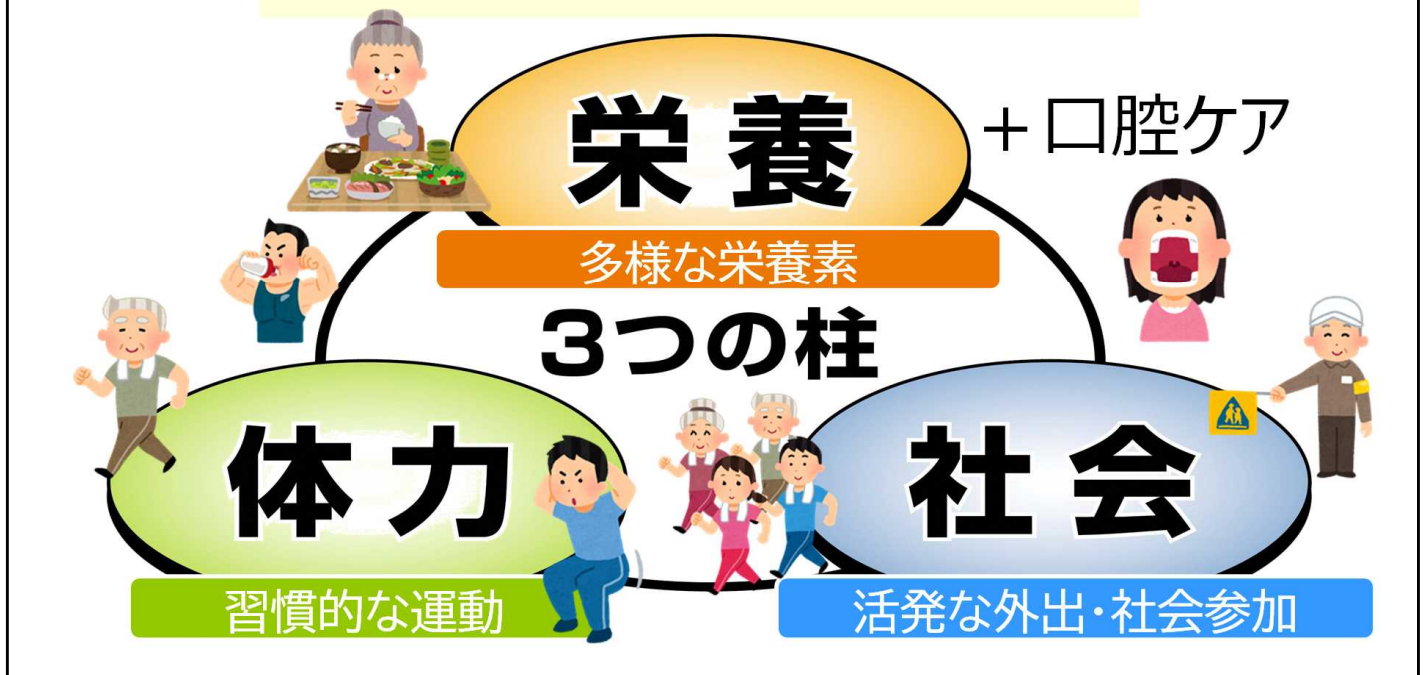 栄養
+口腔ケア
多様な栄養素
3つの柱
体力
社会
習慣的な運動
活発な外出・社会参加